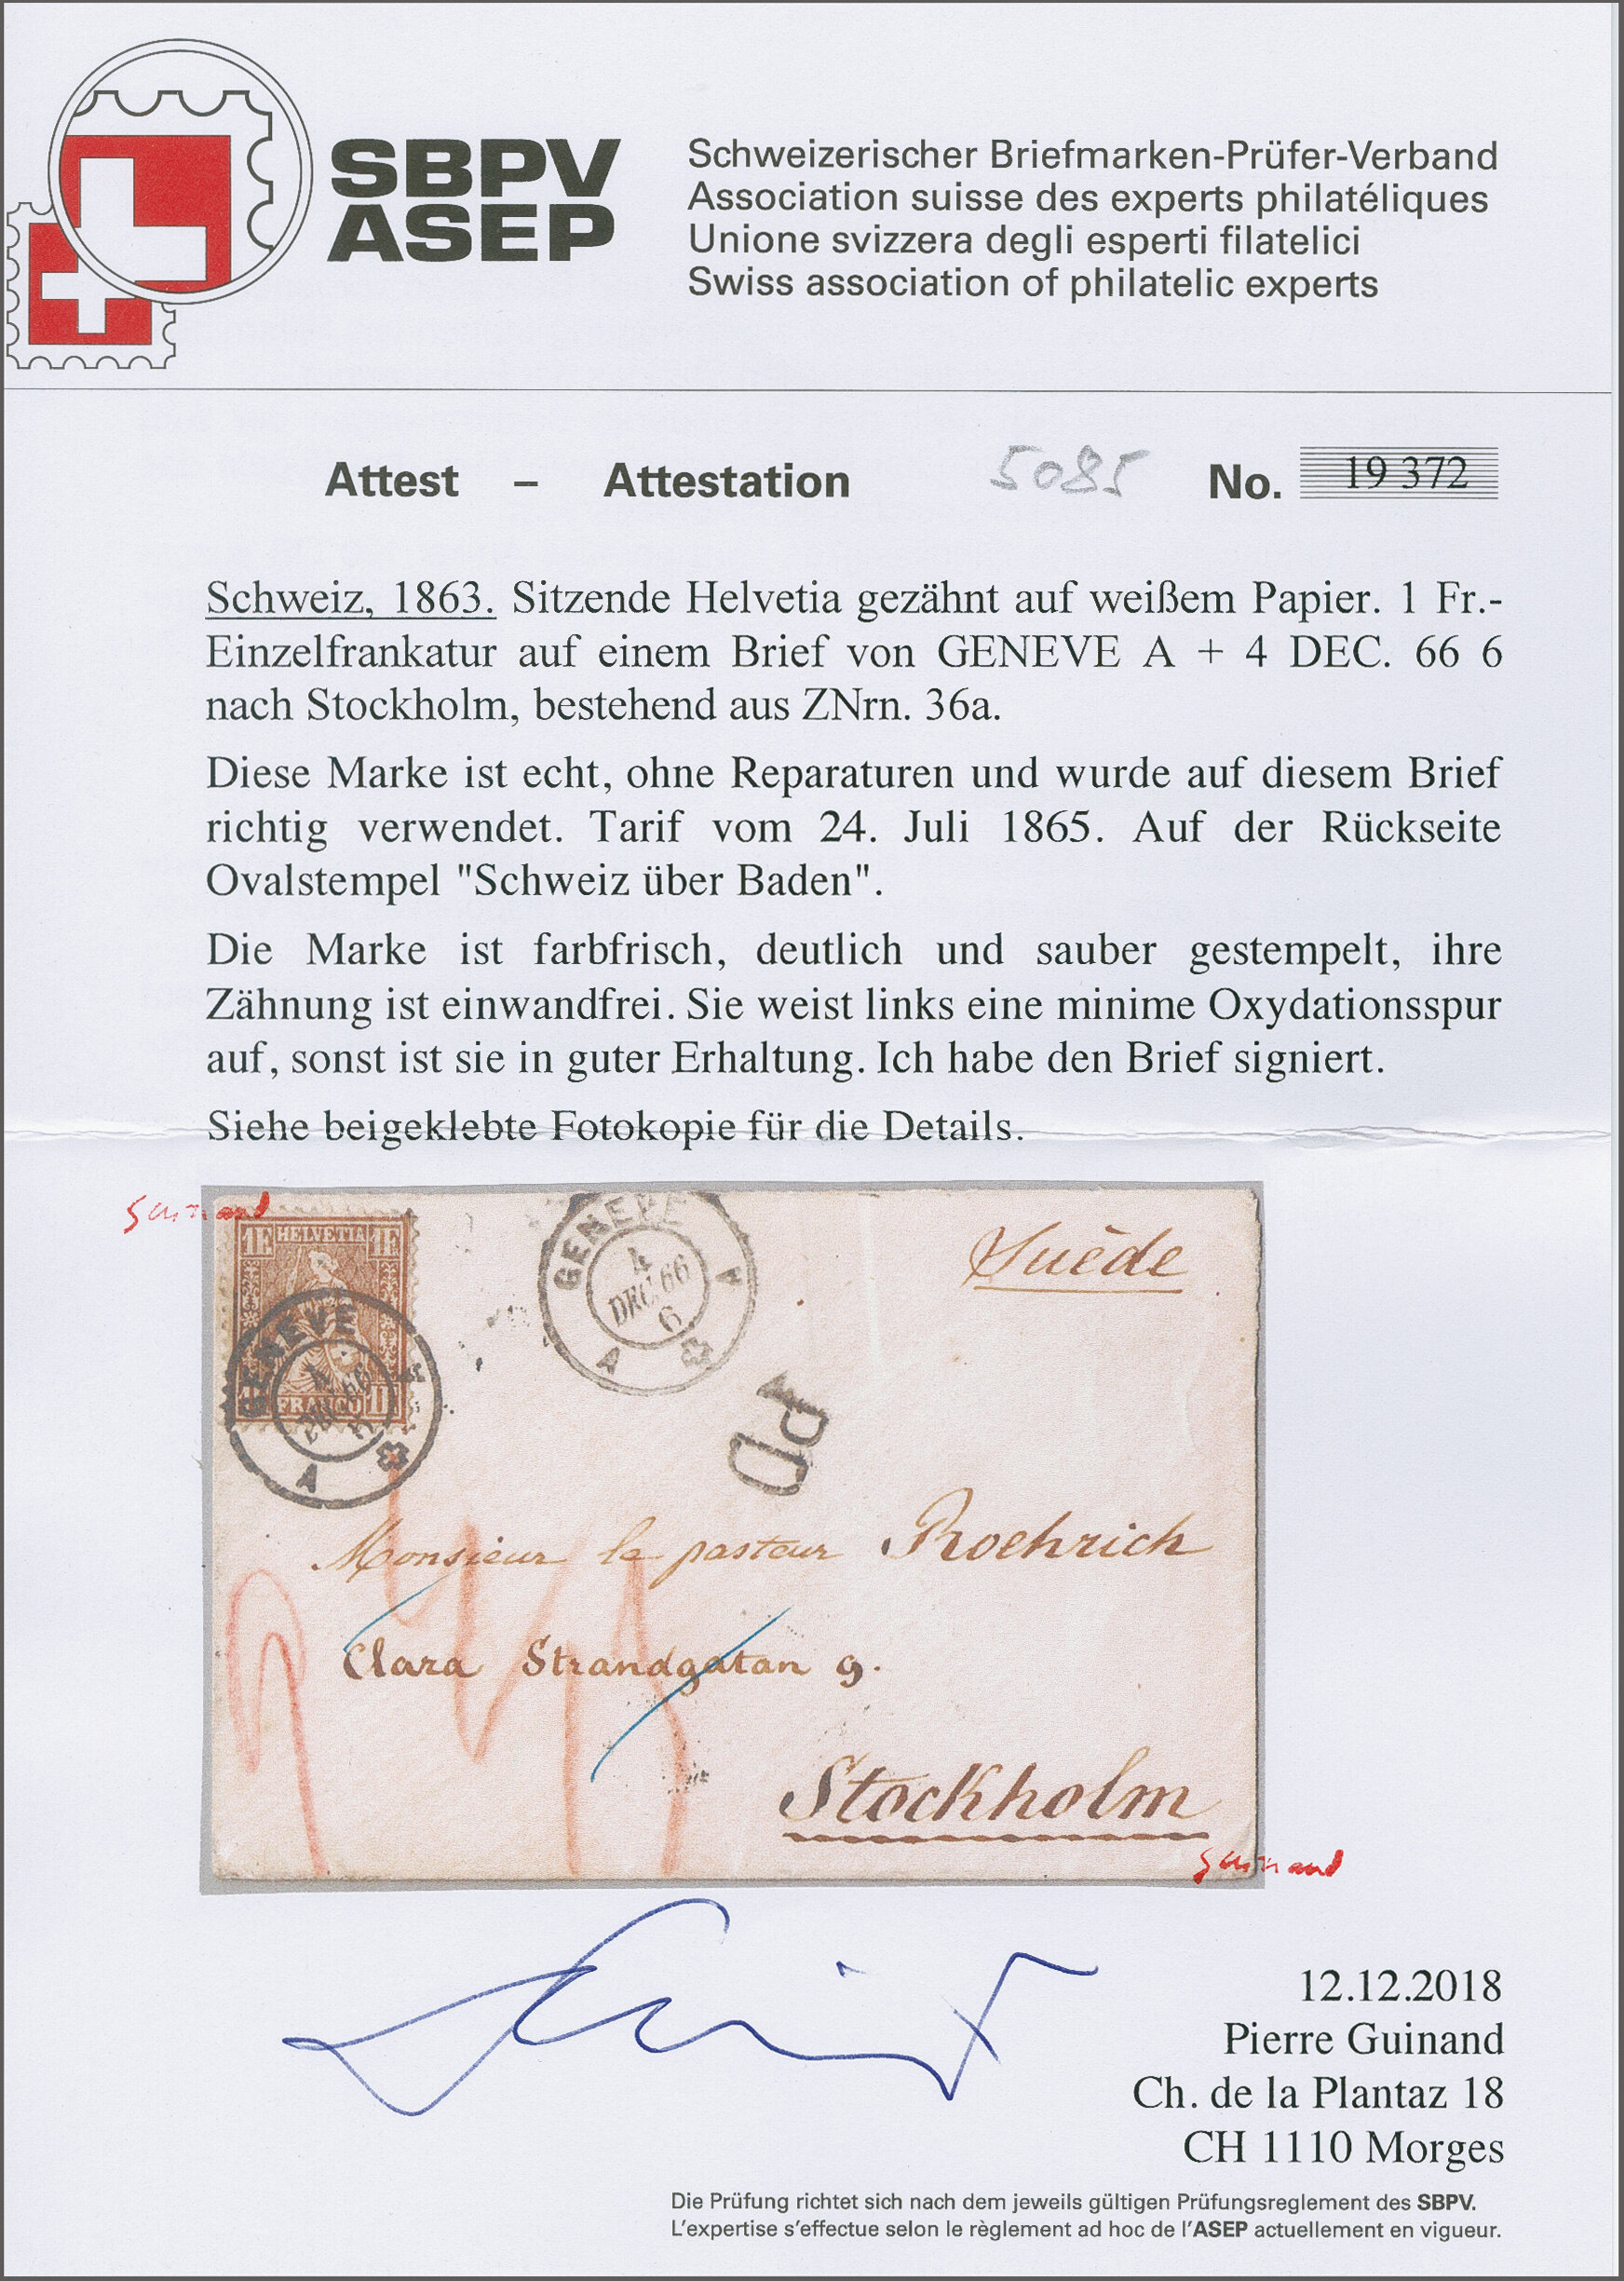 SBPV
ASEP
Schweizerischer Briefmarken-Prüfer-Verband
Association suisse des experts philatéliques
Unione svizzera degli esperti filatelici
Swiss association of philatelic experts
Attest – Attestation 5085 No. 19 372
Schweiz, 1863. Sitzende Helvetia gezähnt auf weißem Papier. 1 Fr.-
Einzelfrankatur auf einem Brief von GENEVE A + 4 DEC. 66 6
nach Stockholm, bestehend aus ZNrn. 36a.
Diese Marke ist echt, ohne Reparaturen und wurde auf diesem Brief
richtig verwendet. Tarif vom 24. Juli 1865. Auf der Rückseite
Ovalstempel "Schweiz über Baden".
Die Marke ist farbfrisch, deutlich und sauber gestempelt, ihre
Zähnung ist einwandfrei. Sie weist links eine minime Oxydationsspur
auf, sonst ist sie in guter Erhaltung. Ich habe den Brief signiert.
Siehe beigeklebte Fotokopie für die Details.
guinand
1F HELVETIA 1F
FRANCO
GENEVE
A
GENEVE A
4
DEC. 66
6
A
Suède
PD
Monsieur le pasteur Roehrich
Clara Strandgatan 9.
Stockholm
guinand
12.12.2018
Pierre Guinand
Ch. de la Plantaz 18
CH 1110 Morges
Die Prüfung richtet sich nach dem jeweils gültigen Prüfungsreglement des SBPV.
L'expertise s'effectue selon le règlement ad hoc de l'ASEP actuellement en vigueur.